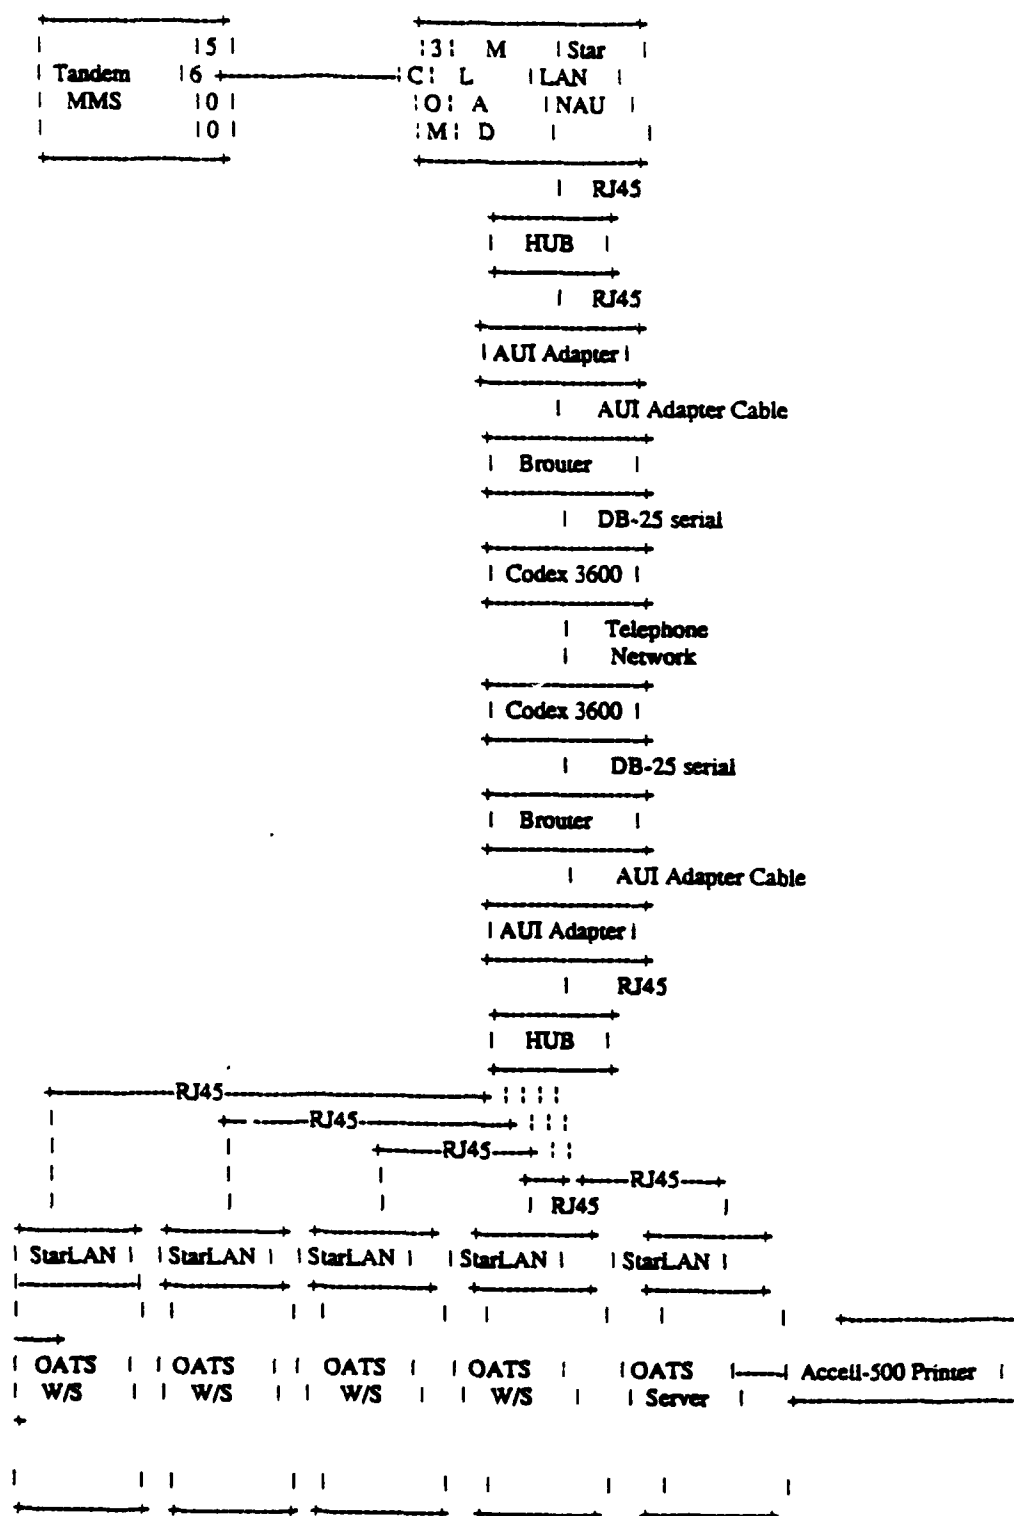 5 3 M Star
Tandem 6 C L LAN
MMS 0 O A NAU
0 M D
RJ45
HUB
RJ45
AUI Adapter
AUI Adapter Cable
Brouter
DB-25 serial
Codex 3600
Telephone
Network
Codex 3600
DB-25 serial
Brouter
AUI Adapter Cable
AUI Adapter
RJ45
HUB
RJ45
RJ45
RJ45
RJ45
RJ45
StarLAN StarLAN StarLAN StarLAN StarLAN
OATS OATS OATS OATS OATS Accell-500 Printer
W/S W/S W/S W/S Server